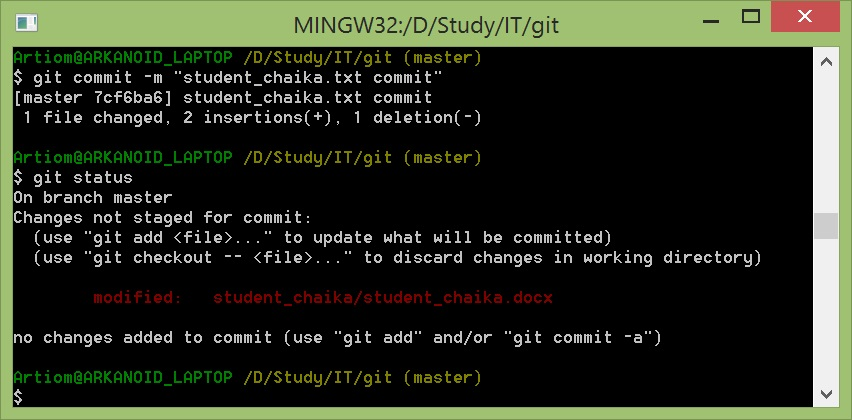 MINGW32:/D/Study/IT/git
Artiom@ARKANOID_LAPTOP /D/Study/IT/git (master)
$ git commit -m "student_chaika.txt commit"
[master 7cf6ba6] student_chaika.txt commit
 1 file changed, 2 insertions(+), 1 deletion(-)
Artiom@ARKANOID_LAPTOP /D/Study/IT/git (master)
$ git status
On branch master
Changes not staged for commit:
  (use "git add <file>..." to update what will be committed)
  (use "git checkout -- <file>..." to discard changes in working directory)
        modified:   student_chaika/student_chaika.docx
no changes added to commit (use "git add" and/or "git commit -a")
Artiom@ARKANOID_LAPTOP /D/Study/IT/git (master)
$